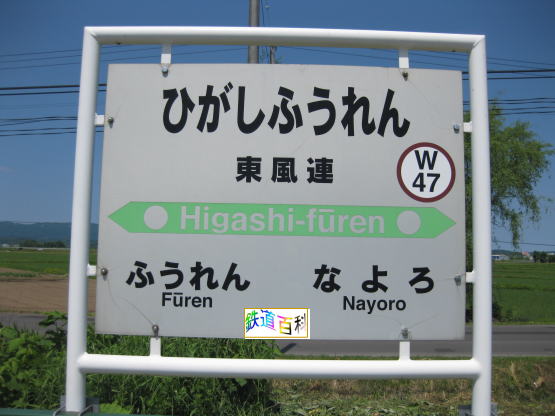 ひがしふうれん
東風連
W
47
Higashi-fūren
ふうれん なよろ
Fūren Nayoro
鉄道百科